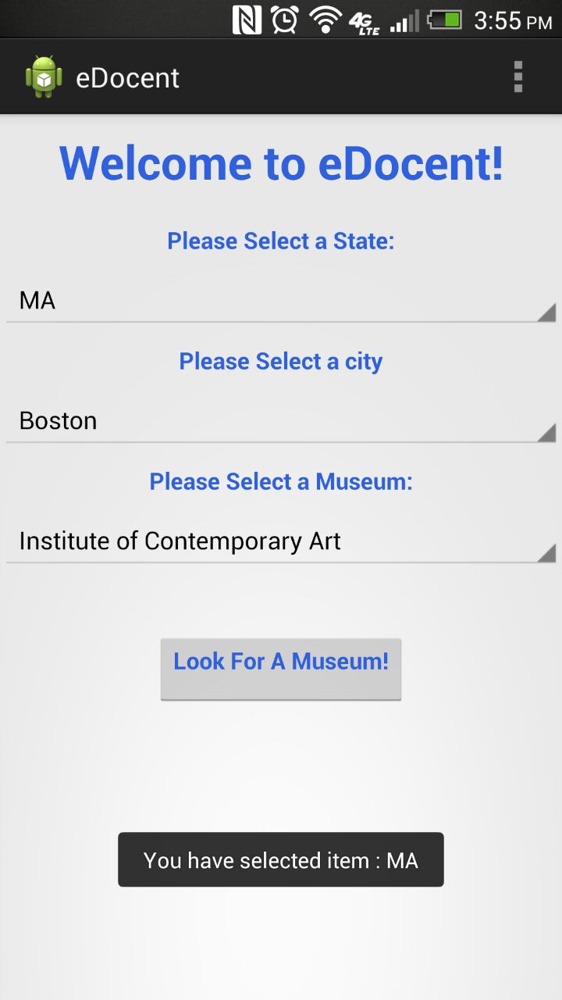 4G LTE 3:55 PM
eDocent
Welcome to eDocent!
Please Select a State:
MA
Please Select a city
Boston
Please Select a Museum:
Institute of Contemporary Art
Look For A Museum!
You have selected item : MA